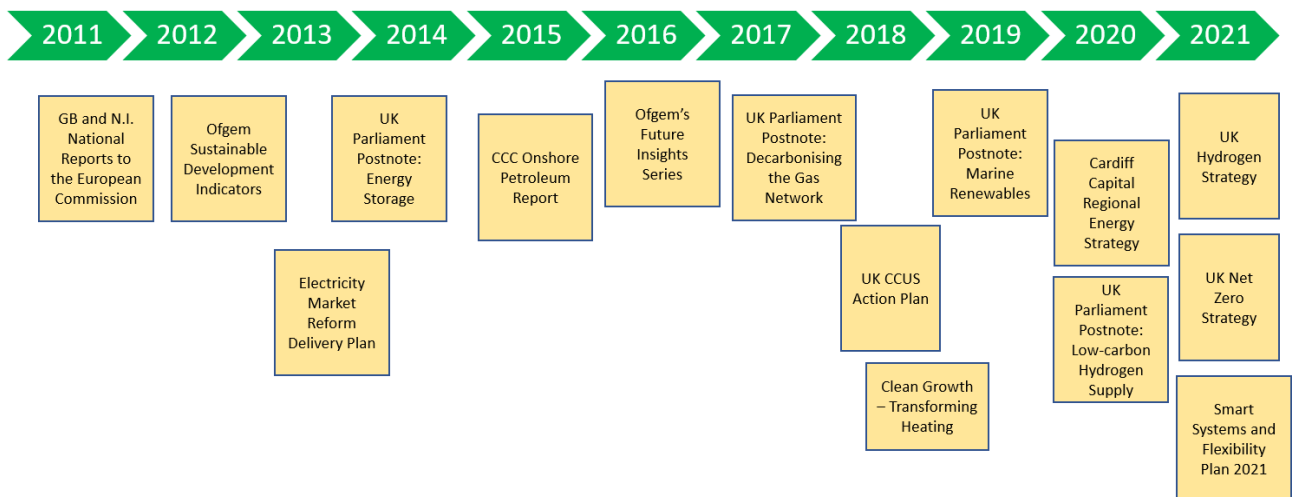 2011 2012 2013 2014 2015 2016 2017 2018 2019 2020 2021
GB and N.I.
National
Reports to
the European
Commission
Ofgem
Sustainable
Development
Indicators
Electricity
Market
Reform
Delivery Plan
UK
Parliament
Postnote:
Energy
Storage
CCC Onshore
Petroleum
Report
Ofgem’s
Future
Insights
Series
UK Parliament
Postnote:
Decarbonising
the Gas
Network
UK CCUS
Action Plan
Clean Growth
– Transforming
Heating
UK
Parliament
Postnote:
Marine
Renewables
Cardiff
Capital
Regional
Energy
Strategy
UK
Parliament
Postnote:
Low-carbon
Hydrogen
Supply
UK
Hydrogen
Strategy
UK Net
Zero
Strategy
Smart
Systems and
Flexibility
Plan 2021